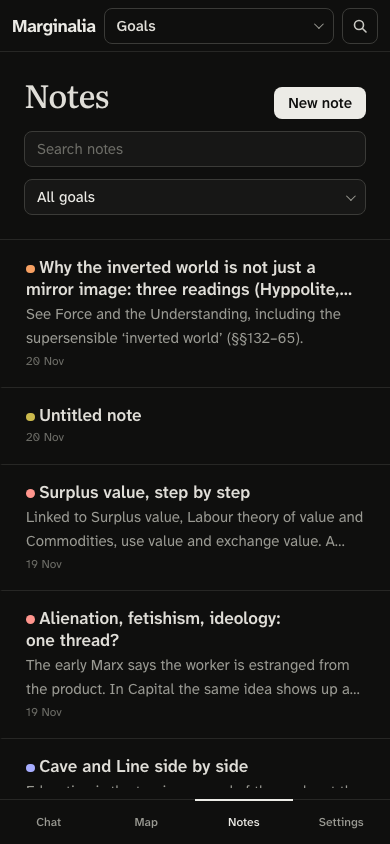 Marginalia
Goals
Notes
New note
Search notes
All goals
Why the inverted world is not just a
mirror image: three readings (Hyppolite,...
See Force and the Understanding, including the
supersensible ‘inverted world’ (§§132–65).
20 Nov
Untitled note
20 Nov
Surplus value, step by step
Linked to Surplus value, Labour theory of value and
Commodities, use value and exchange value. A...
19 Nov
Alienation, fetishism, ideology:
one thread?
The early Marx says the worker is estranged from
the product. In Capital the same idea shows up a...
19 Nov
Cave and Line side by side
Chat
Map
Notes
Settings